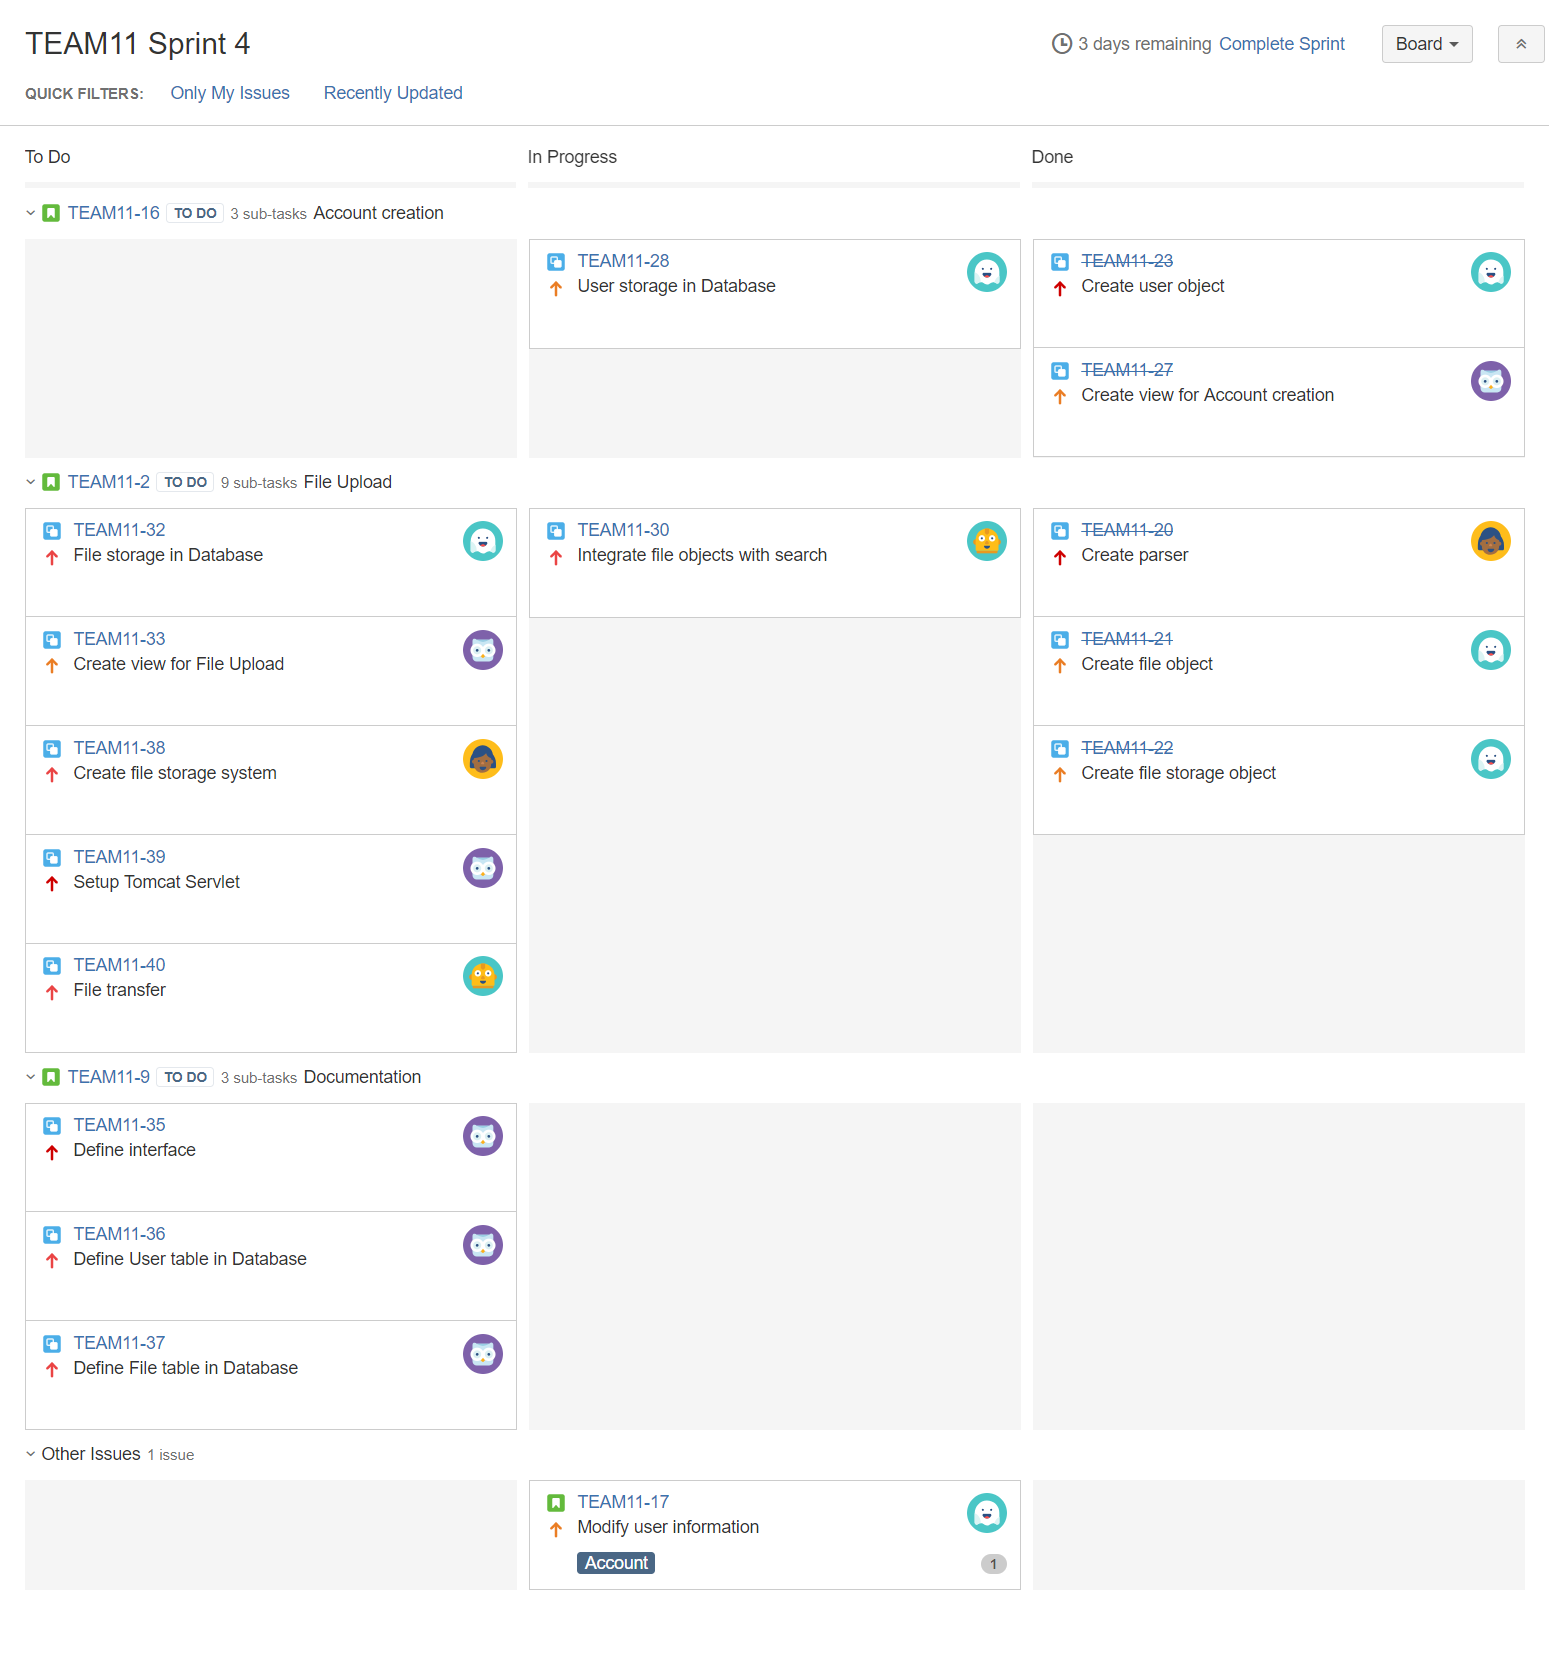 TEAM11 Sprint 4
3 days remaining Complete Sprint
Board
QUICK FILTERS: Only My Issues Recently Updated
To Do In Progress Done
TEAM11-16 TO DO 3 sub-tasks Account creation
TEAM11-28
User storage in Database
TEAM11-23
Create user object
TEAM11-27
Create view for Account creation
TEAM11-2 TO DO 9 sub-tasks File Upload
TEAM11-32
File storage in Database
TEAM11-33
Create view for File Upload
TEAM11-38
Create file storage system
TEAM11-39
Setup Tomcat Servlet
TEAM11-40
File transfer
TEAM11-30
Integrate file objects with search
TEAM11-20
Create parser
TEAM11-21
Create file object
TEAM11-22
Create file storage object
TEAM11-9 TO DO 3 sub-tasks Documentation
TEAM11-35
Define interface
TEAM11-36
Define User table in Database
TEAM11-37
Define File table in Database
Other Issues 1 issue
TEAM11-17
Modify user information
Account 1